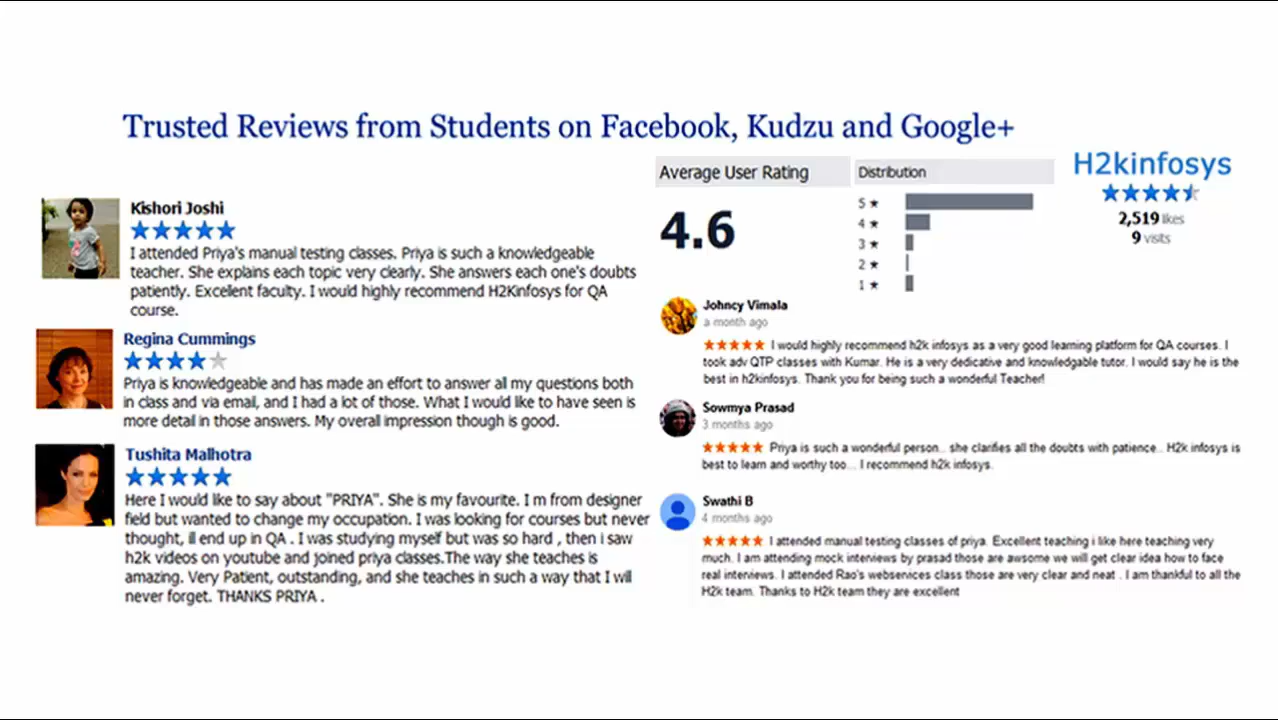 Trusted Reviews from Students on Facebook, Kudzu and Google+
Kishori Joshi
I attended Priya's manual testing classes. Priya is such a knowledgeable
teacher. She explains each topic very clearly. She answers each one's doubts
patiently. Excellent faculty. I would highly recommend H2Kinfosys for QA
course.
Regina Cummings
Priya is knowledgeable and has made an effort to answer all my questions both
in class and via email, and I had a lot of those. What I would like to have seen is
more detail in those answers. My overall impression though is good.
Tushita Malhotra
Here I would like to say about "PRIYA". She is my favourite. I m from designer
field but wanted to change my occupation. I was looking for courses but never
thought, ill end up in QA . I was studying myself but was so hard , then i saw
h2k videos on youtube and joined priya classes.The way she teaches is
amazing. Very Patient, outstanding, and she teaches in such a way that I will
never forget. THANKS PRIYA .
Average User Rating
4.6
Distribution
5 ★
4 ★
3 ★
2 ★
1 ★
H2kinfosys
2,519 likes
9 visits
Johncy Vimala
a month ago
★★★★★ I would highly recommend h2k infosys as a very good learning platform for QA courses. I
took adv QTP classes with Kumar. He is a very dedicative and knowledgable tutor. I would say he is the
best in h2kinfosys. Thank you for being such a wonderful Teacher!
Sowmya Prasad
3 months ago
★★★★★ Priya is such a wonderful person.. she clarifies all the doubts with patience.. H2k infosys is
best to learn and worthy too... I recommend h2k infosys.
Swathi B
4 months ago
★★★★★ I attended manual testing classes of priya. Excellent teaching i like here teaching very
much. I am attending mock interviews by prasad those are awsome we will get clear idea how to face
real interviews. I attended Rao's webservices class those are very clear and neat . I am thankful to all the
H2k team. Thanks to H2k team they are excellent